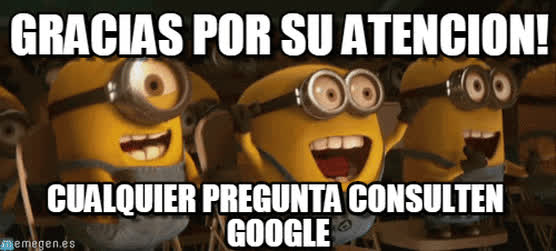 GRACIAS POR SU ATENCION!
CUALQUIER PREGUNTA CONSULTEN
GOOGLE
memegen.es